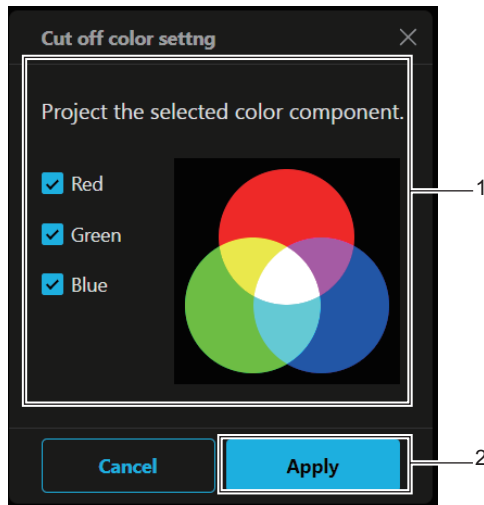 Cut off color settng
Project the selected color component.
1
Red
Green
Blue
Cancel
Apply
2